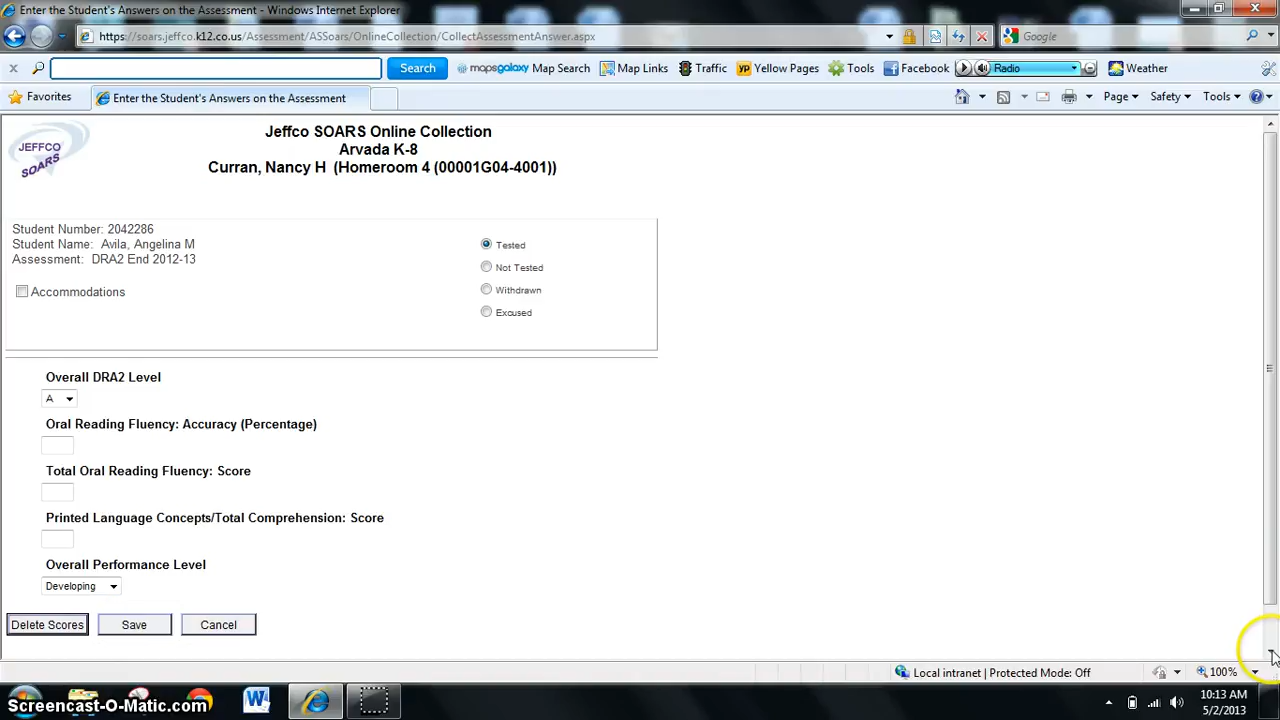 Enter the Student's Answers on the Assessment - Windows Internet Explorer
https://soars.jeffco.k12.co.us/Assessment/ASSoars/OnlineCollection/CollectAssessmentAnswer.aspx
Google
Search
mapsgalaxy Map Search
Map Links
Traffic
Yellow Pages
Tools
Facebook
Radio
Weather
Favorites
Enter the Student's Answers on the Assessment
Page
Safety
Tools
JEFFCO
SOARS
Jeffco SOARS Online Collection
Arvada K-8
Curran, Nancy H (Homeroom 4 (00001G04-4001))
Student Number: 2042286
Student Name: Avila, Angelina M
Assessment: DRA2 End 2012-13
Accommodations
Tested
Not Tested
Withdrawn
Excused
Overall DRA2 Level
A
Oral Reading Fluency: Accuracy (Percentage)
Total Oral Reading Fluency: Score
Printed Language Concepts/Total Comprehension: Score
Overall Performance Level
Developing
Delete Scores
Save
Cancel
Local intranet | Protected Mode: Off
100%
Screencast-O-Matic.com
10:13 AM
5/2/2013